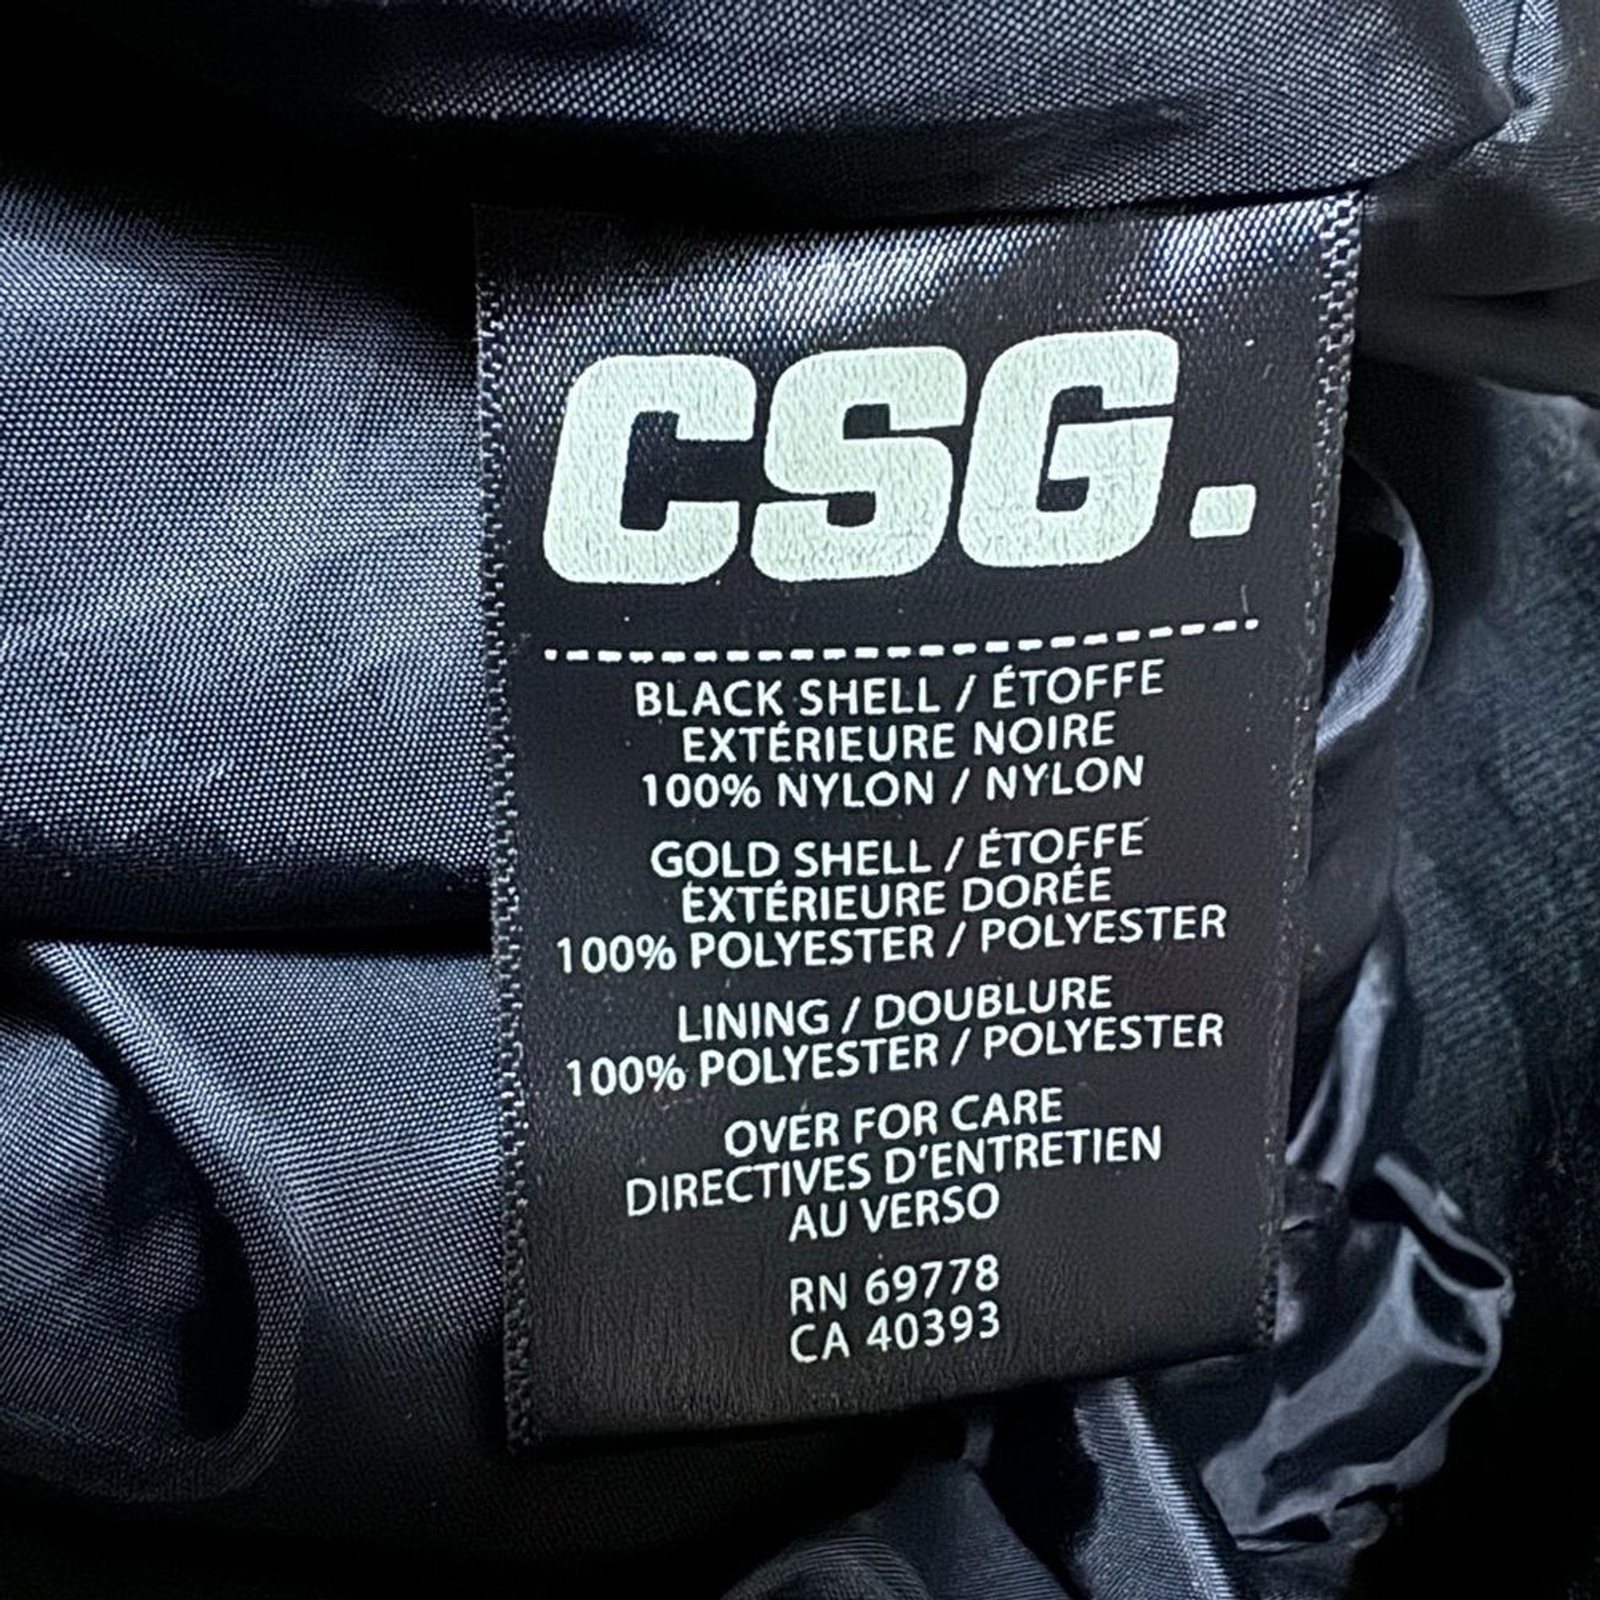 CSG.
BLACK SHELL / ÉTOFFE
EXTÉRIEURE NOIRE
100% NYLON / NYLON
GOLD SHELL / ÉTOFFE
EXTÉRIEURE DORÉE
100% POLYESTER / POLYESTER
LINING / DOUBLURE
100% POLYESTER / POLYESTER
OVER FOR CARE
DIRECTIVES D'ENTRETIEN
AU VERSO
RN 69778
CA 40393